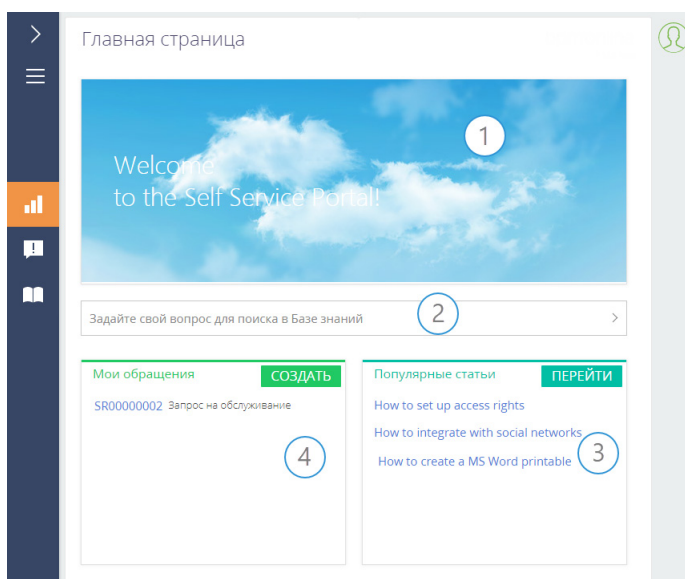 Главная страница
1
Welcome
to the Self Service Portal!
Задайте свой вопрос для поиска в Базе знаний
2
Мои обращения
СОЗДАТЬ
SR00000002 Запрос на обслуживание
4
Популярные статьи
ПЕРЕЙТИ
How to set up access rights
How to integrate with social networks
How to create a MS Word printable
3